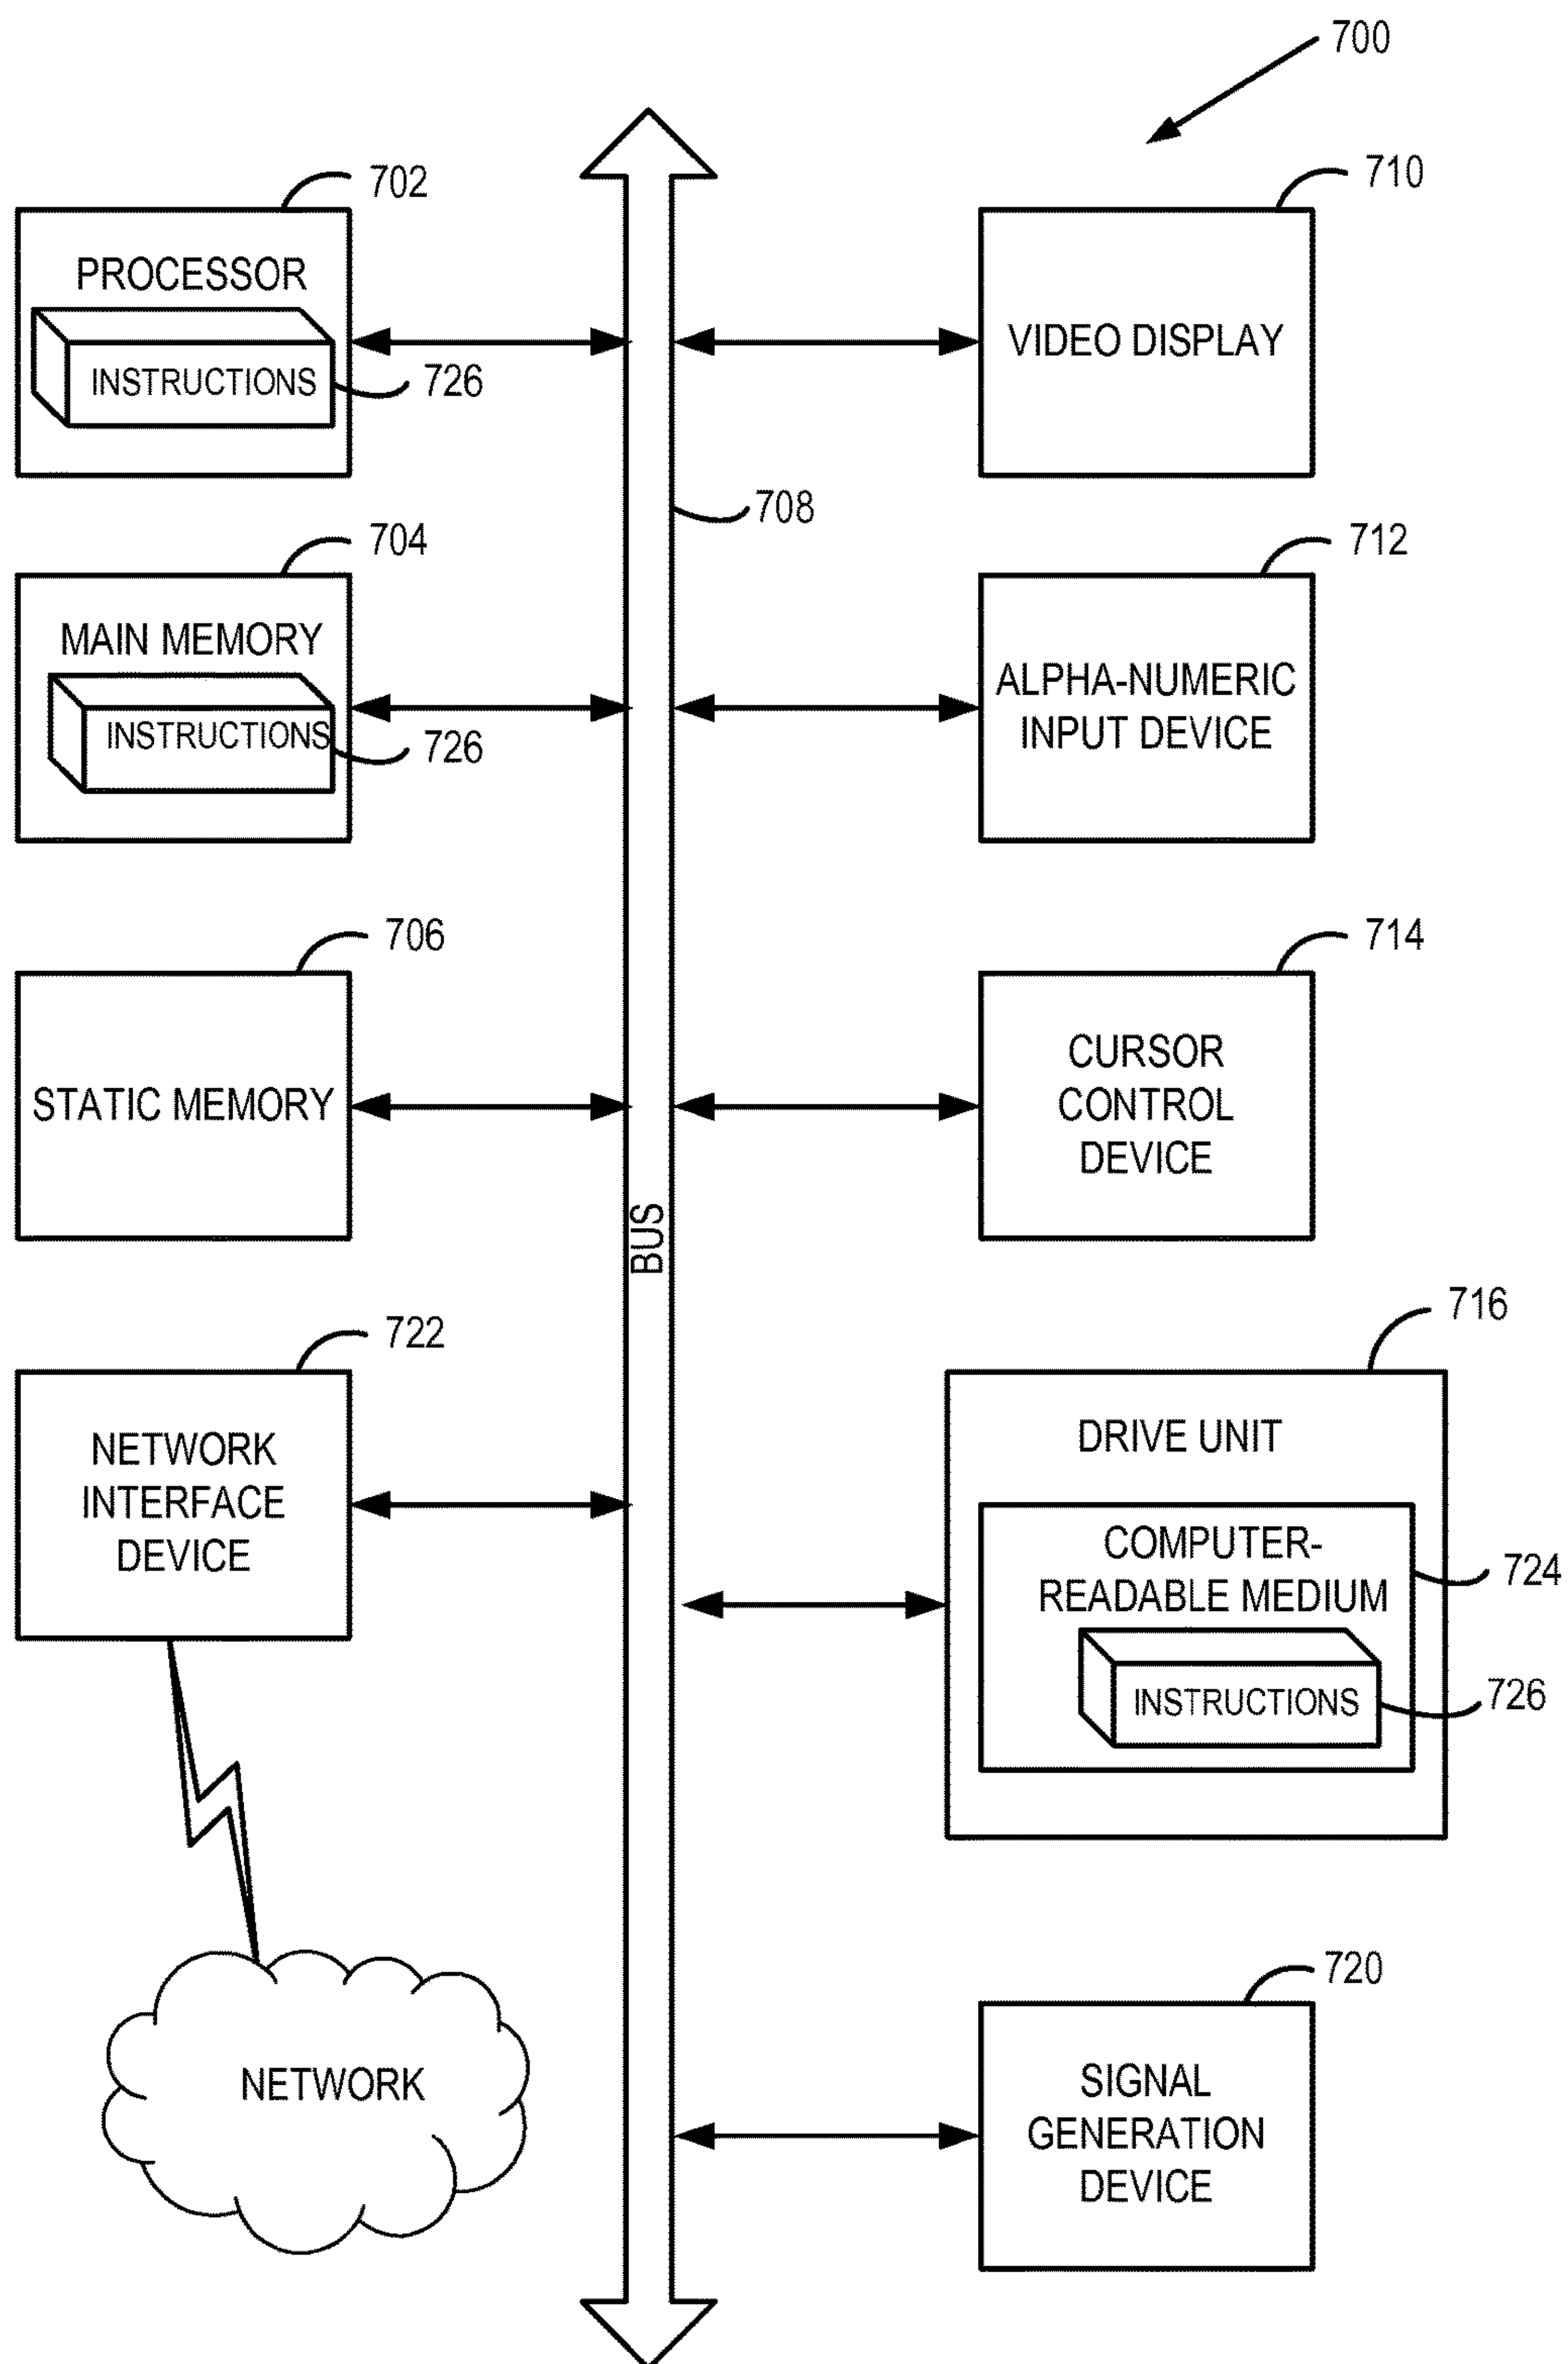 700
702
PROCESSOR
INSTRUCTIONS
726
710
VIDEO DISPLAY
708
704
MAIN MEMORY
INSTRUCTIONS
726
712
ALPHA-NUMERIC
INPUT DEVICE
706
STATIC MEMORY
714
CURSOR
CONTROL
DEVICE
BUS
722
NETWORK
INTERFACE
DEVICE
716
DRIVE UNIT
COMPUTER-
READABLE MEDIUM
724
INSTRUCTIONS
726
NETWORK
720
SIGNAL
GENERATION
DEVICE